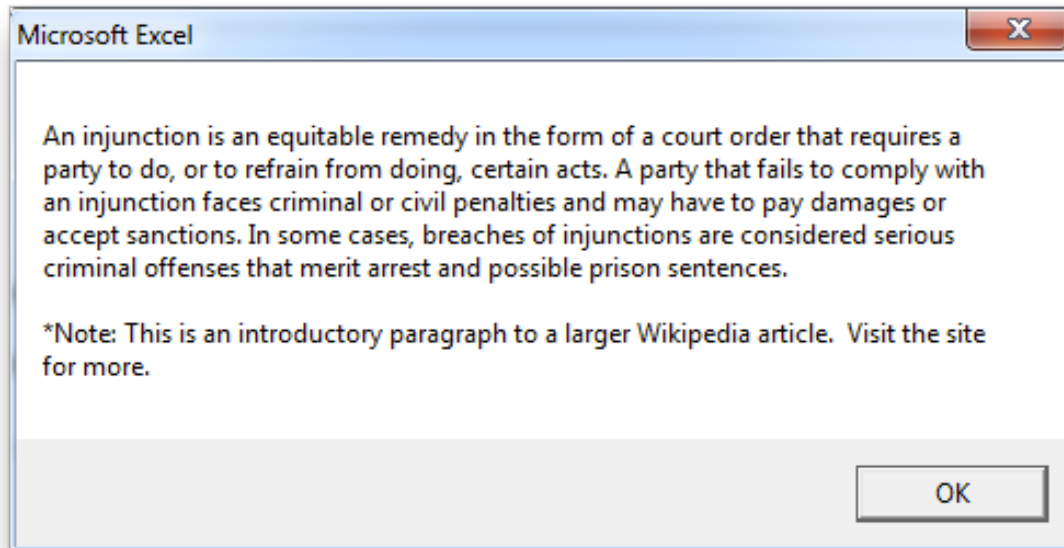 Microsoft Excel
An injunction is an equitable remedy in the form of a court order that requires a
party to do, or to refrain from doing, certain acts. A party that fails to comply with
an injunction faces criminal or civil penalties and may have to pay damages or
accept sanctions. In some cases, breaches of injunctions are considered serious
criminal offenses that merit arrest and possible prison sentences.
*Note: This is an introductory paragraph to a larger Wikipedia article.  Visit the site
for more.
OK